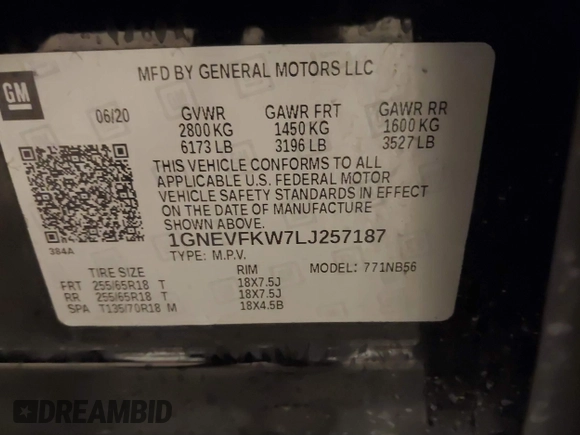 GM
MFD BY GENERAL MOTORS LLC
06/20
GVWR GAWR FRT GAWR RR
2800 KG 1450 KG 1600 KG
6173 LB 3196 LB 3527 LB
THIS VEHICLE CONFORMS TO ALL
APPLICABLE U.S. FEDERAL MOTOR
VEHICLE SAFETY STANDARDS IN EFFECT
ON THE DATE OF MANUFACTURE
SHOWN ABOVE.
384A
1GNEVFKW7LJ257187
TYPE: M.P.V. MODEL: 771NB56
TIRE SIZE RIM
FRT 255/65R18 T 18X7.5J
RR 255/65R18 T 18X7.5J
SPA T135/70R18 M 18X4.5B
DREAMBID